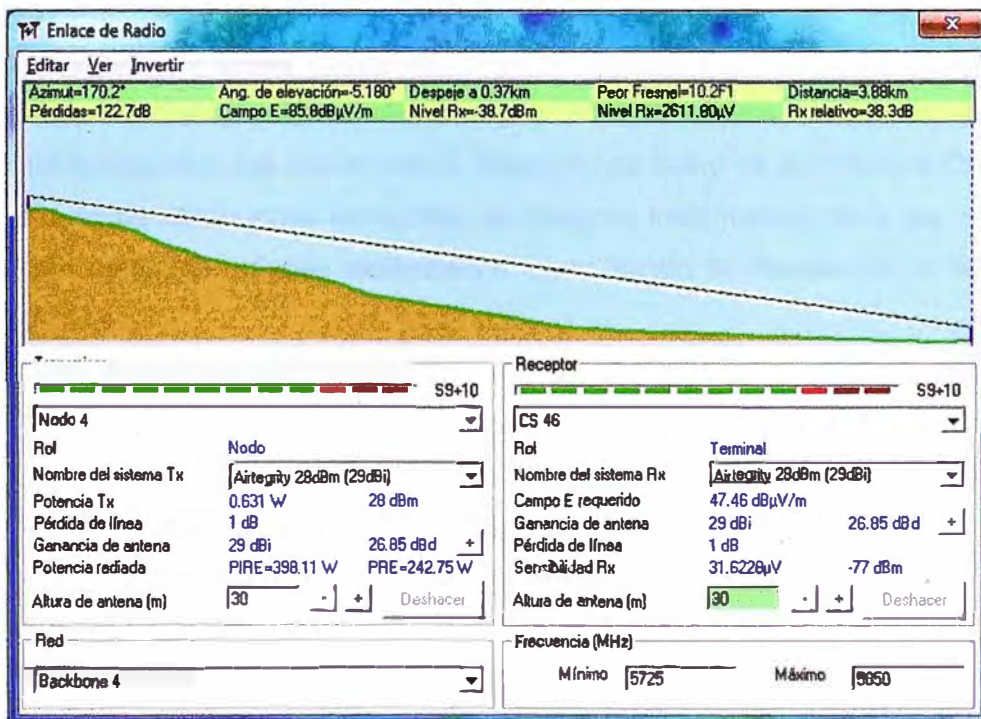 Enlace de Radio
Editar Ver Invertir
Azimut=170.2° Ang. de elevación=-5.180° Despeje a 0.37km Peor Fresnel=10.2F1 Distancia=3.88km
Pérdidas=122.7dB Campo E=85.8dBµV/m Nivel Rx=-38.7dBm Nivel Rx=2611.80µV Rx relativo=38.3dB
S9+10
Nodo 4
Rol Nodo
Nombre del sistema Tx Airtegrity 28dBm (29dBi)
Potencia Tx 0.631 W 28 dBm
Pérdida de línea 1 dB
Ganancia de antena 29 dBi 26.85 dBd +
Potencia radiada PIRE=398.11 W PRE=242.75 W
Altura de antena (m) 30 - + Deshacer
Red
Backbone 4
Receptor
S9+10
CS 46
Rol Terminal
Nombre del sistema Rx Airtegrity 28dBm (29dBi)
Campo E requerido 47.46 dBµV/m
Ganancia de antena 29 dBi 26.85 dBd +
Pérdida de línea 1 dB
Sensibilidad Rx 31.6228µV -77 dBm
Altura de antena (m) 30 - + Deshacer
Frecuencia (MHz)
Mínimo 5725 Máximo